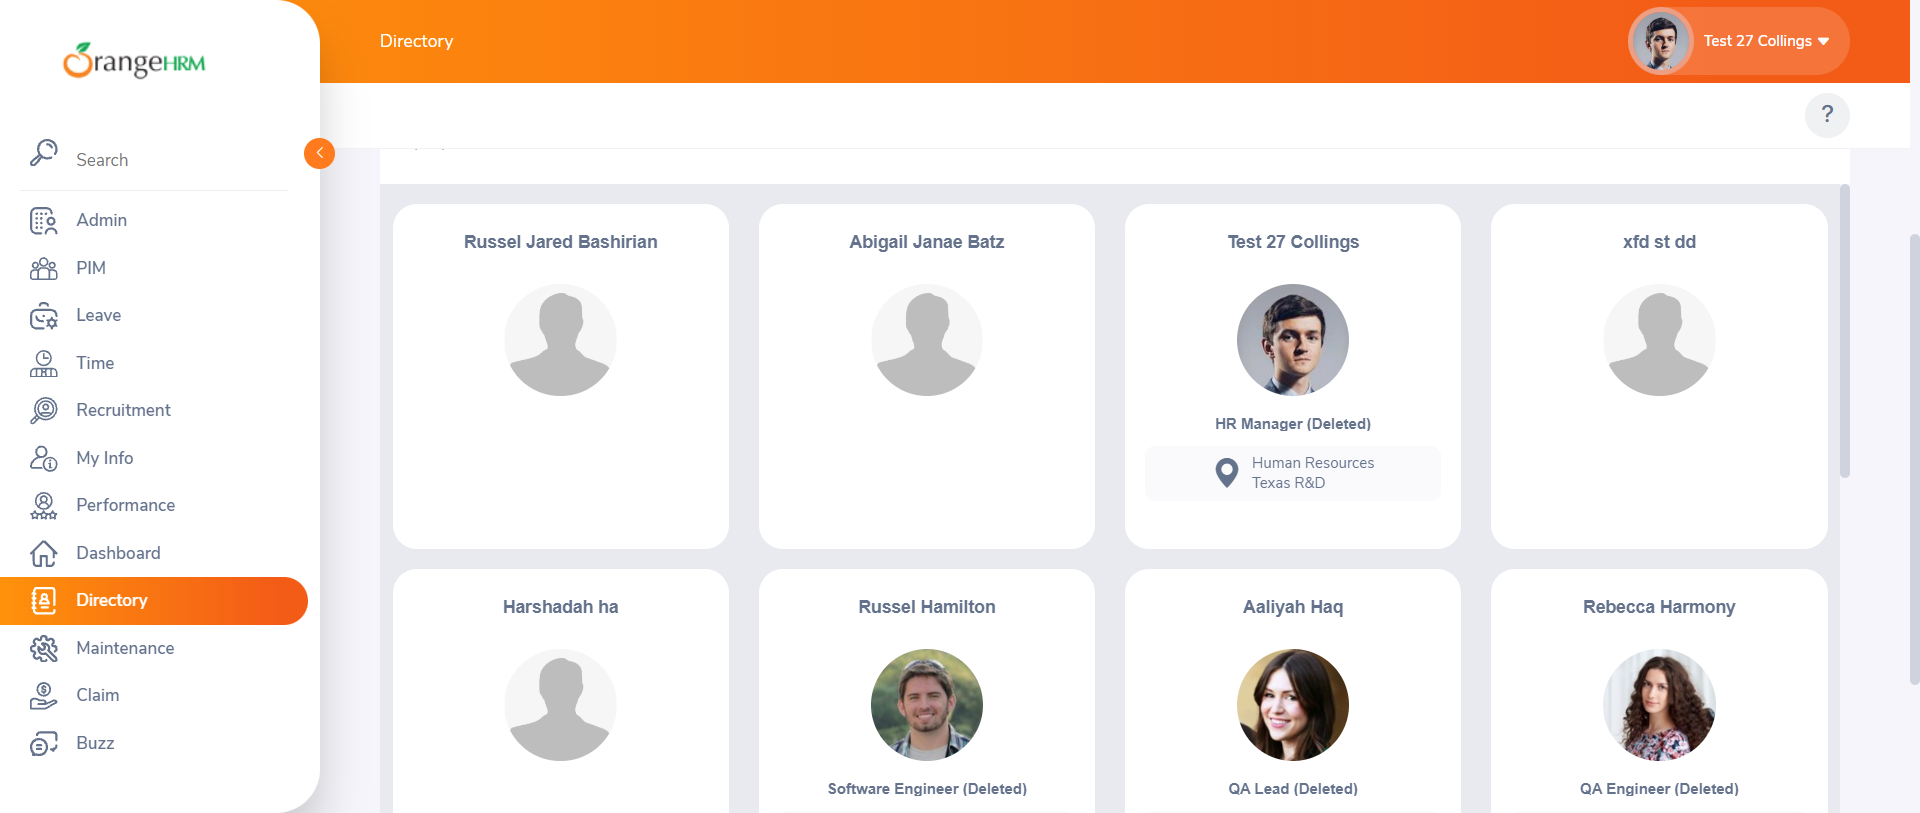 OrangeHRM
Directory
Test 27 Collings
?
Search
Admin
PIM
Leave
Time
Recruitment
My Info
Performance
Dashboard
Directory
Maintenance
Claim
Buzz
Russel Jared Bashirian
Abigail Janae Batz
Test 27 Collings
HR Manager (Deleted)
Human Resources
Texas R&D
xfd st dd
Harshadah ha
Russel Hamilton
Software Engineer (Deleted)
Aaliyah Haq
QA Lead (Deleted)
Rebecca Harmony
QA Engineer (Deleted)